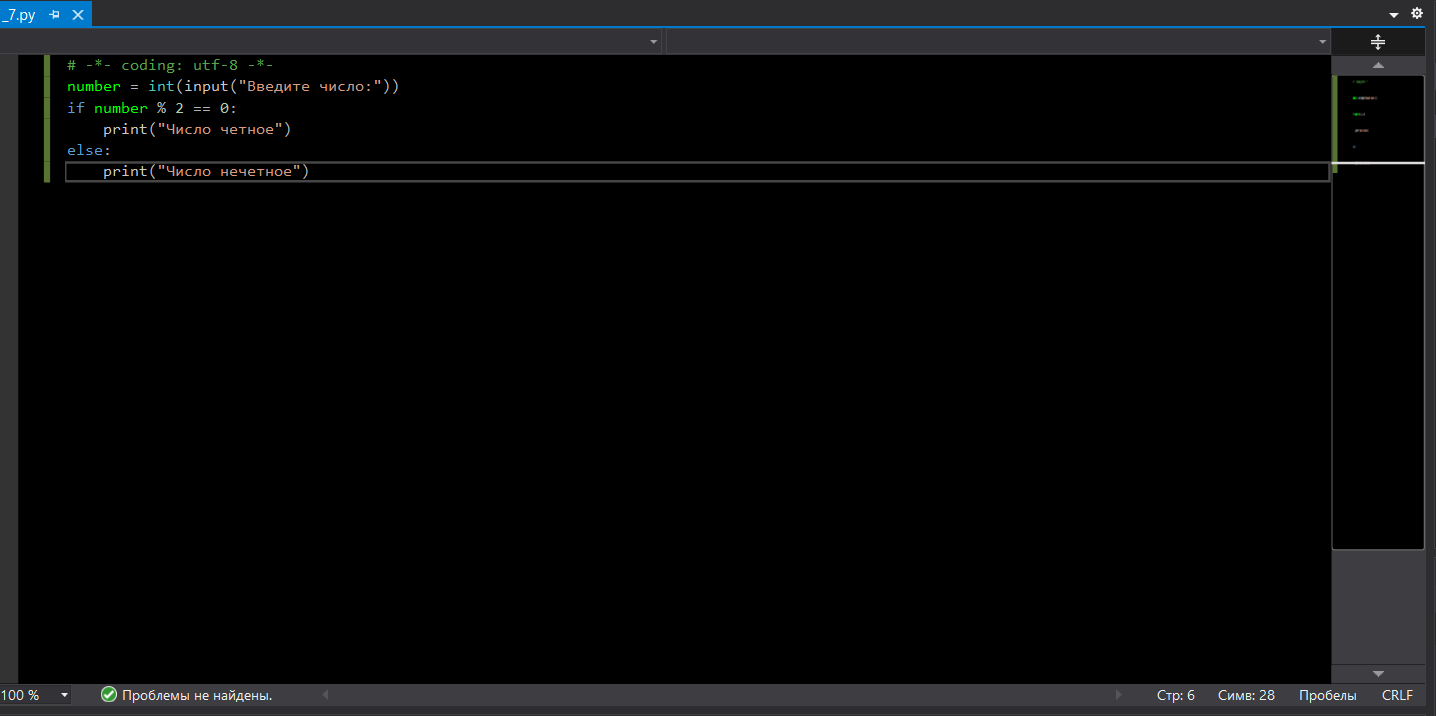 _7.py
# -*- coding: utf-8 -*-
number = int(input("Введите число:"))
if number % 2 == 0:
    print("Число четное")
else:
    print("Число нечетное")
100 %
Проблемы не найдены.
Стр: 6
Симв: 28
Пробелы
CRLF